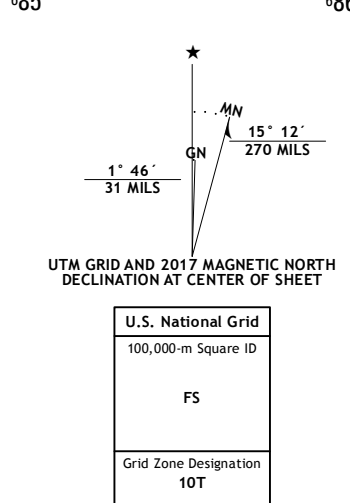 ★
MN
15° 12´
270 MILS
GN
1° 46´
31 MILS
UTM GRID AND 2017 MAGNETIC NORTH
DECLINATION AT CENTER OF SHEET
U.S. National Grid
100,000-m Square ID
FS
Grid Zone Designation
10T